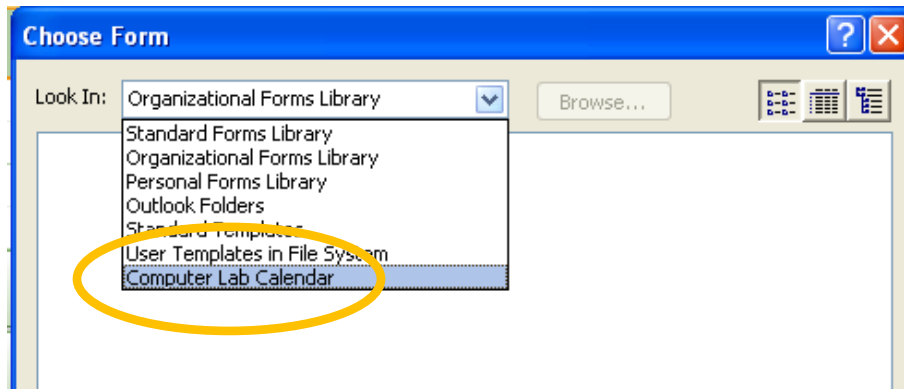 Choose Form
Look In: Organizational Forms Library Browse...
Standard Forms Library
Organizational Forms Library
Personal Forms Library
Outlook Folders
Standard Templates
User Templates in File System
Computer Lab Calendar